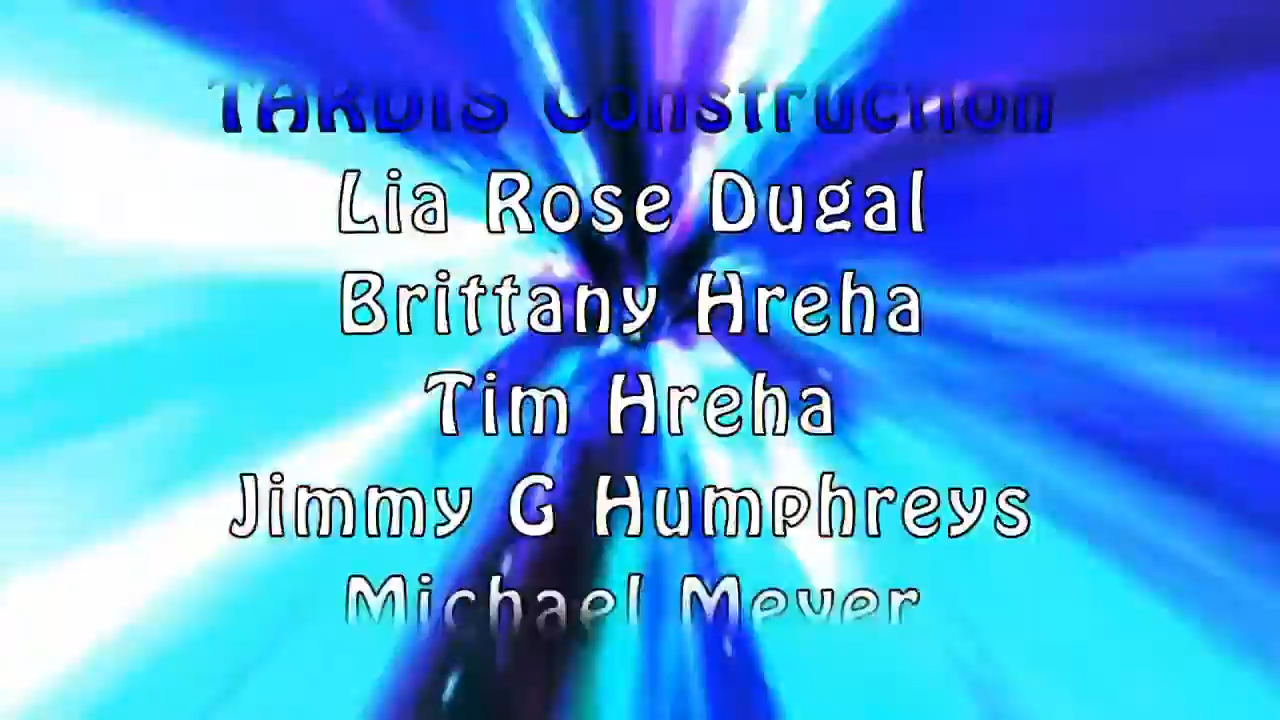 TARDIS Construction
Lia Rose Dugal
Brittany Hreha
Tim Hreha
Jimmy G Humphreys
Michael Meyer